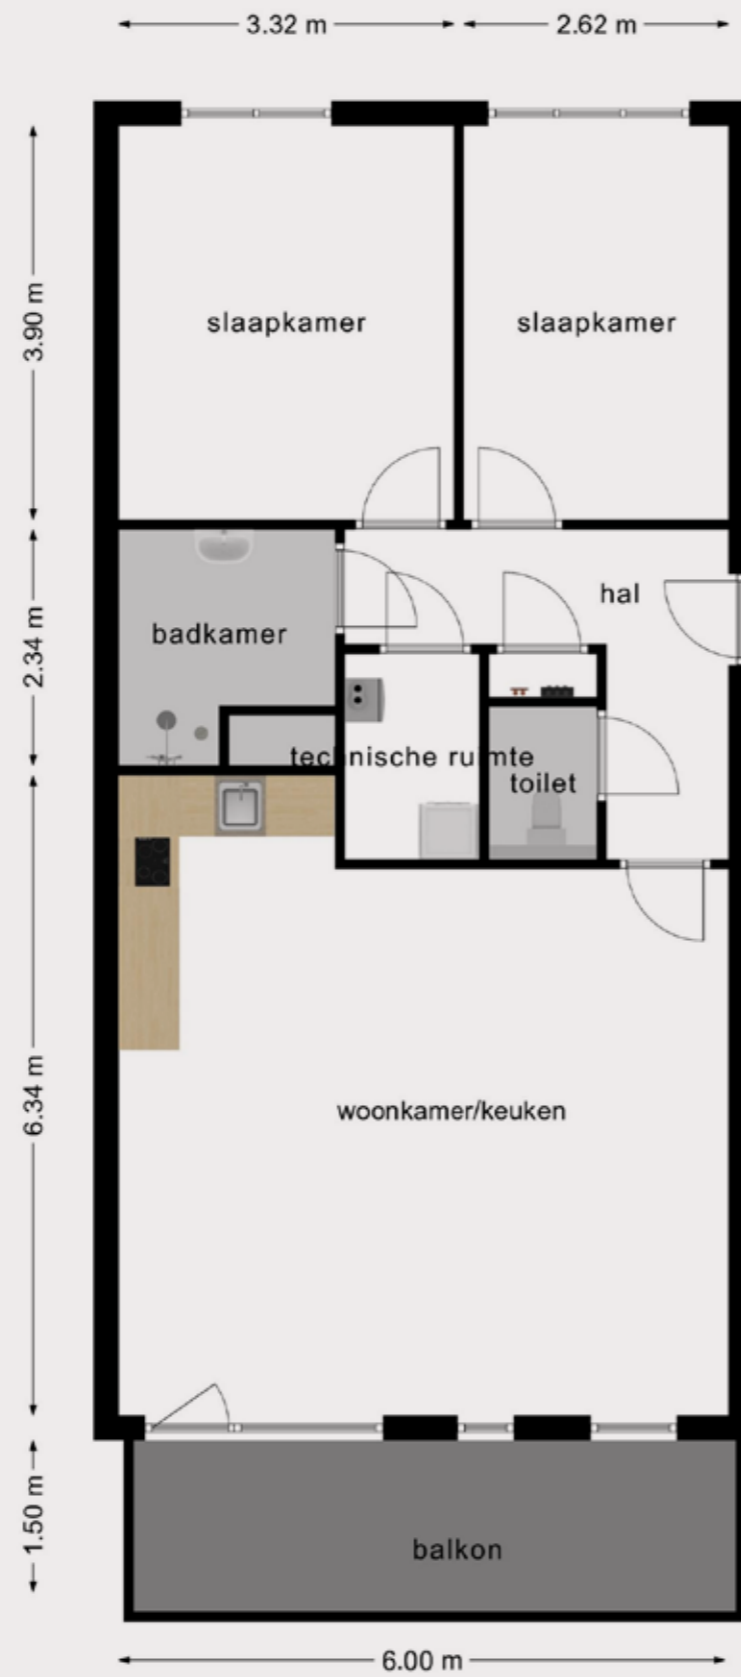 3.32 m
2.62 m
3.90 m
slaapkamer
slaapkamer
hal
badkamer
2.34 m
technische ruimte
toilet
6.34 m
woonkamer/keuken
1.50 m
balkon
6.00 m